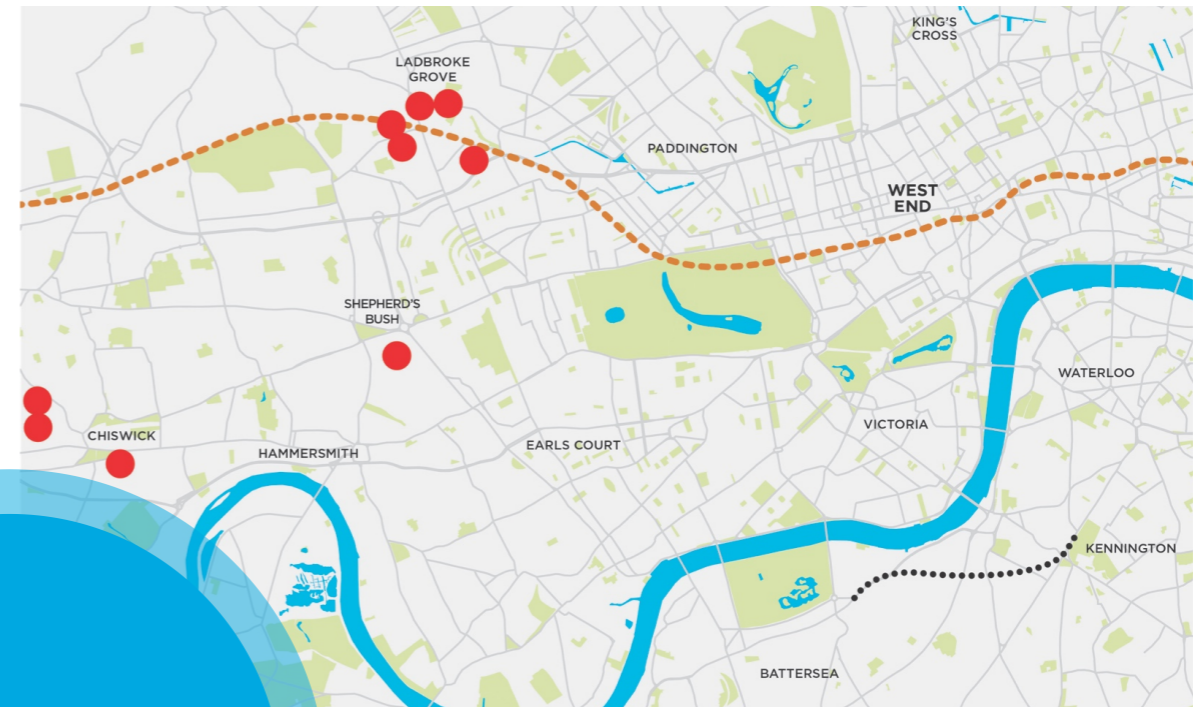 KING'S
CROSS
LADBROKE
GROVE
PADDINGTON
WEST
END
SHEPHERD'S
BUSH
WATERLOO
VICTORIA
CHISWICK
EARLS COURT
HAMMERSMITH
KENNINGTON
BATTERSEA